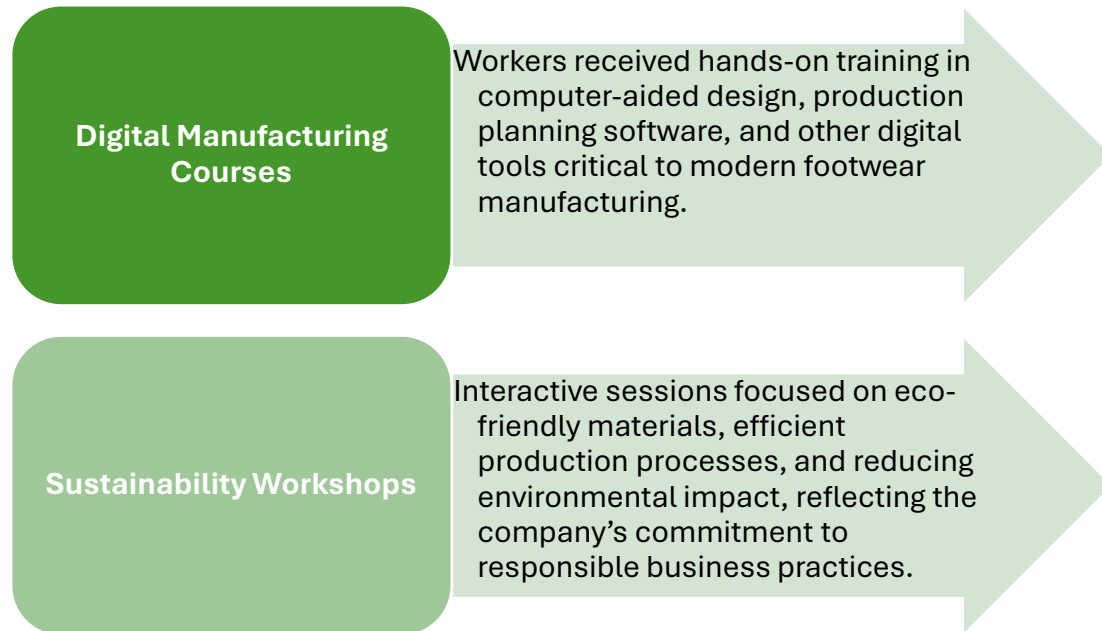 Digital Manufacturing
Courses
Workers received hands-on training in
computer-aided design, production
planning software, and other digital
tools critical to modern footwear
manufacturing.
Sustainability Workshops
Interactive sessions focused on eco-
friendly materials, efficient
production processes, and reducing
environmental impact, reflecting the
company’s commitment to
responsible business practices.